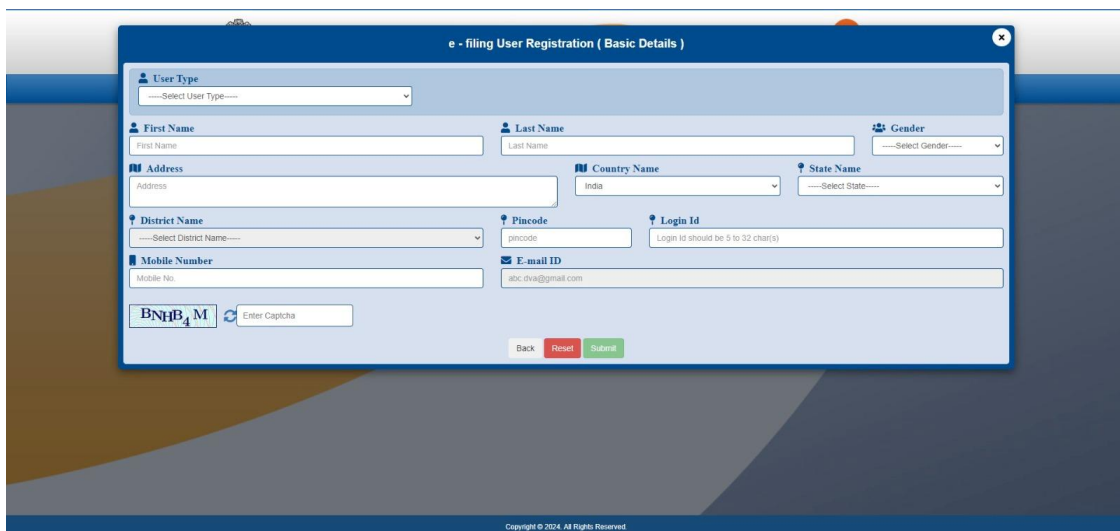 e - filing User Registration ( Basic Details )
×
User Type
-----Select User Type-----
First Name
Last Name
Gender
First Name
Last Name
-----Select Gender-----
Address
Country Name
State Name
Address
India
-----Select State-----
District Name
Pincode
Login Id
-----Select District Name-----
pincode
Login Id should be 5 to 32 char(s)
Mobile Number
E-mail ID
Mobile No.
abc.dva@gmail.com
BNHB4M
Enter Captcha
Back
Reset
Submit
Copyright © 2024. All Rights Reserved.